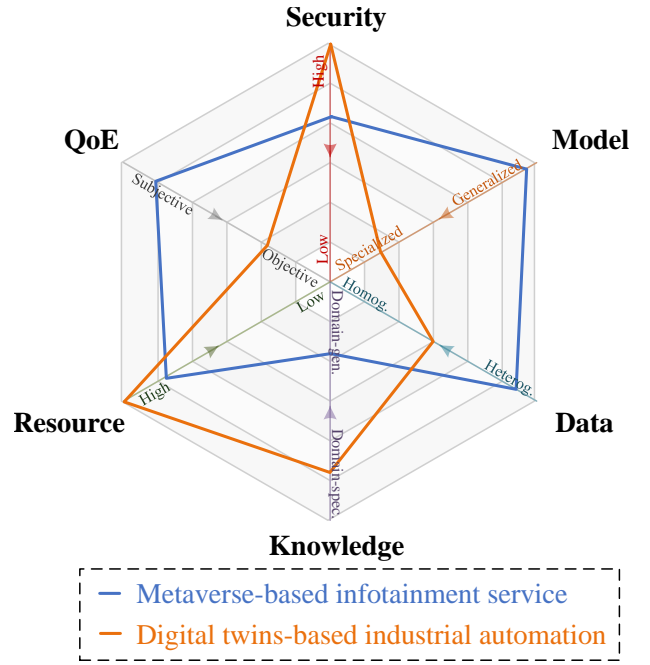 Security
High
QoE
Model
Subjective
Generalized
Low
Specialized
Objective
Homog.
Low
Domain-gen.
Heterog.
High
Resource
Data
Domain-spec.
Knowledge
Metaverse-based infotainment service
Digital twins-based industrial automation